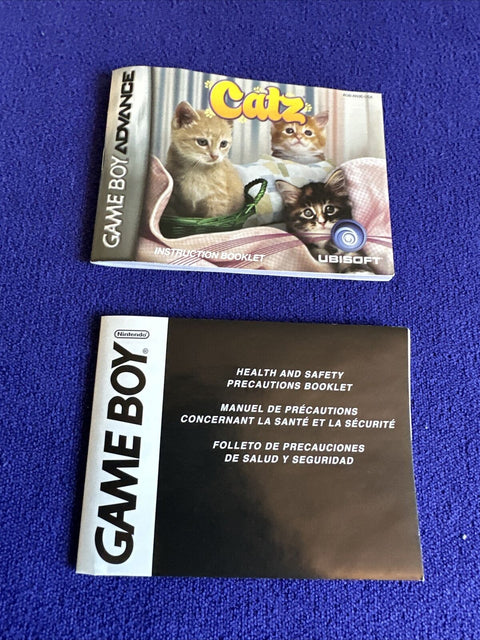 GAME BOY ADVANCE
Catz
INSTRUCTION BOOKLET
UBISOFT
Nintendo
GAME BOY®
HEALTH AND SAFETY
PRECAUTIONS BOOKLET
MANUEL DE PRÉCAUTIONS
CONCERNANT LA SANTÉ ET LA SÉCURITÉ
FOLLETO DE PRECAUCIONES
DE SALUD Y SEGURIDAD